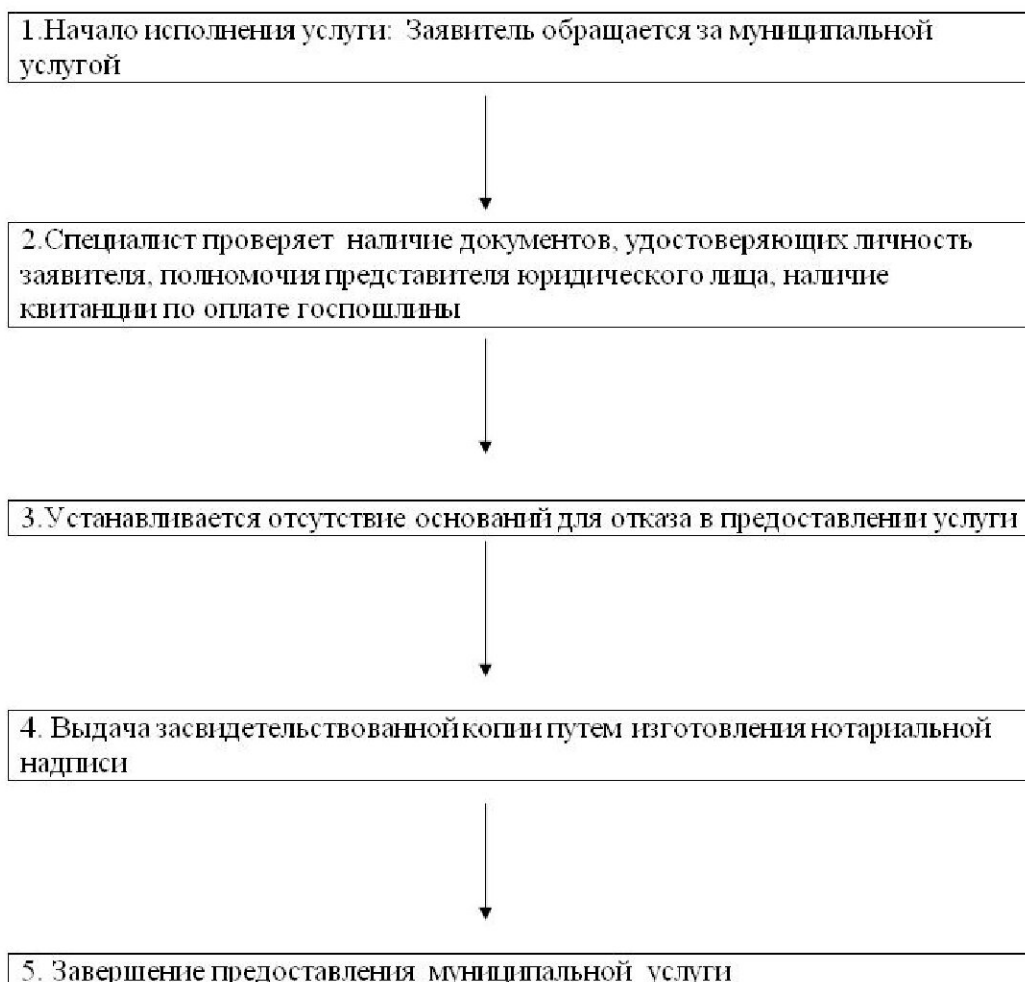 1.Начало исполнения услуги: Заявитель обращается за муниципальной
услугой
2.Специалист проверяет наличие документов, удостоверяющих личность
заявителя, полномочия представителя юридического лица, наличие
квитанции по оплате госпошлины
3.Устанавливается отсутствие оснований для отказа в предоставлении услуги
4. Выдача засвидетельствованной копии путем изготовления нотариальной
надписи
5. Завершение предоставления муниципальной услуги